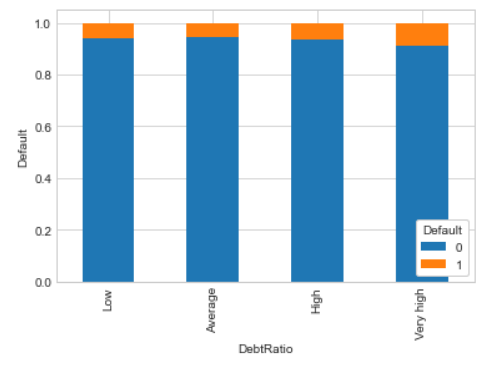 1.0
0.8
0.6
0.4
0.2
0.0
Default
Default
0
1
Low
Average
High
Very high
DebtRatio